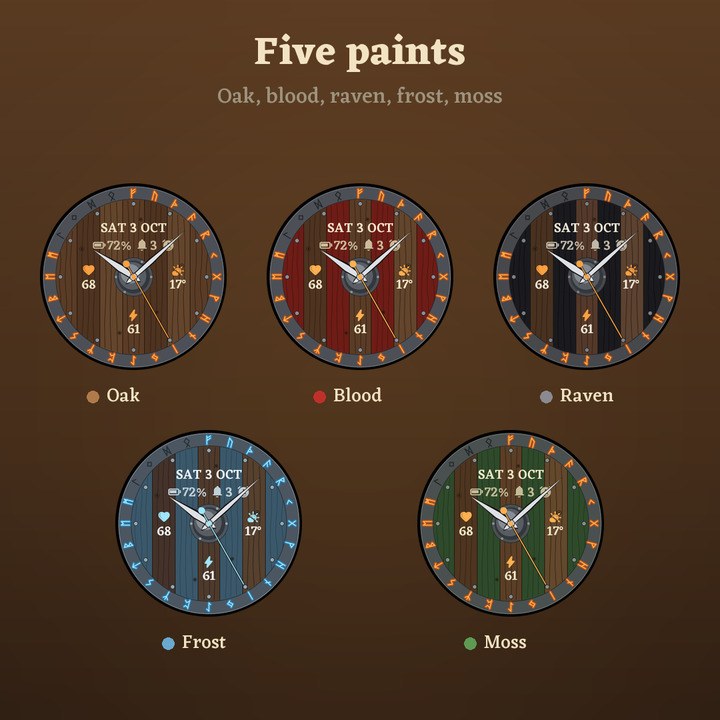 Five paints
Oak, blood, raven, frost, moss
SAT 3 OCT
72% 3
68 17°
61
SAT 3 OCT
72% 3
68 17°
61
SAT 3 OCT
72% 3
68 17°
61
Oak
Blood
Raven
SAT 3 OCT
72% 3
68 17°
61
SAT 3 OCT
72% 3
68 17°
61
Frost
Moss